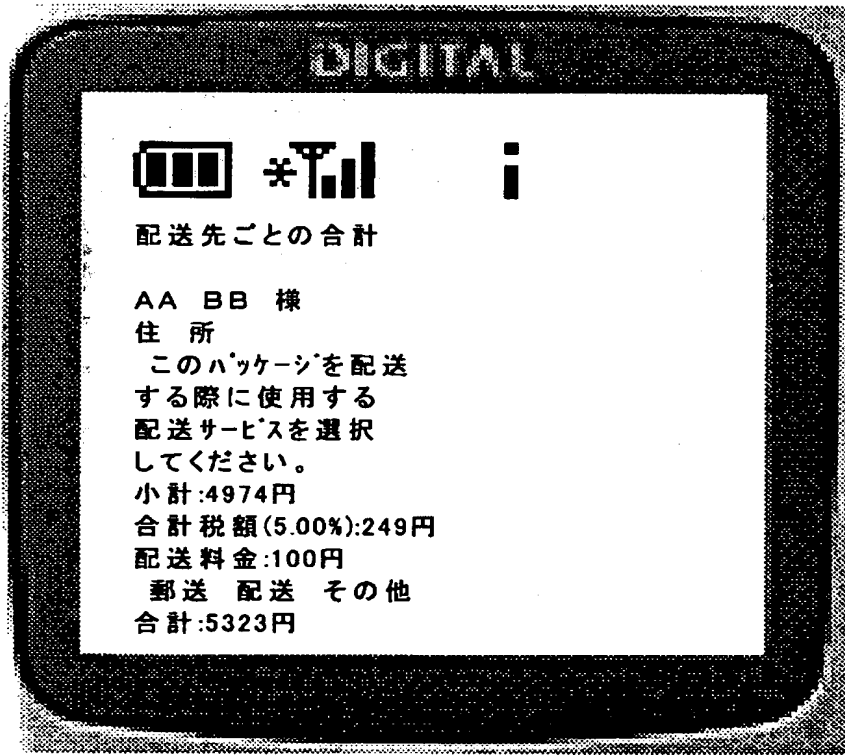 DIGITAL
配送先ごとの合計
AA BB 様
住 所
このﾊﾟｯｹｰｼﾞを配送
する際に使用する
配送ｻｰﾋﾞｽを選択
してください。
小計:4974円
合計税額(5.00%):249円
配送料金:100円
郵送 配送 その他
合計:5323円